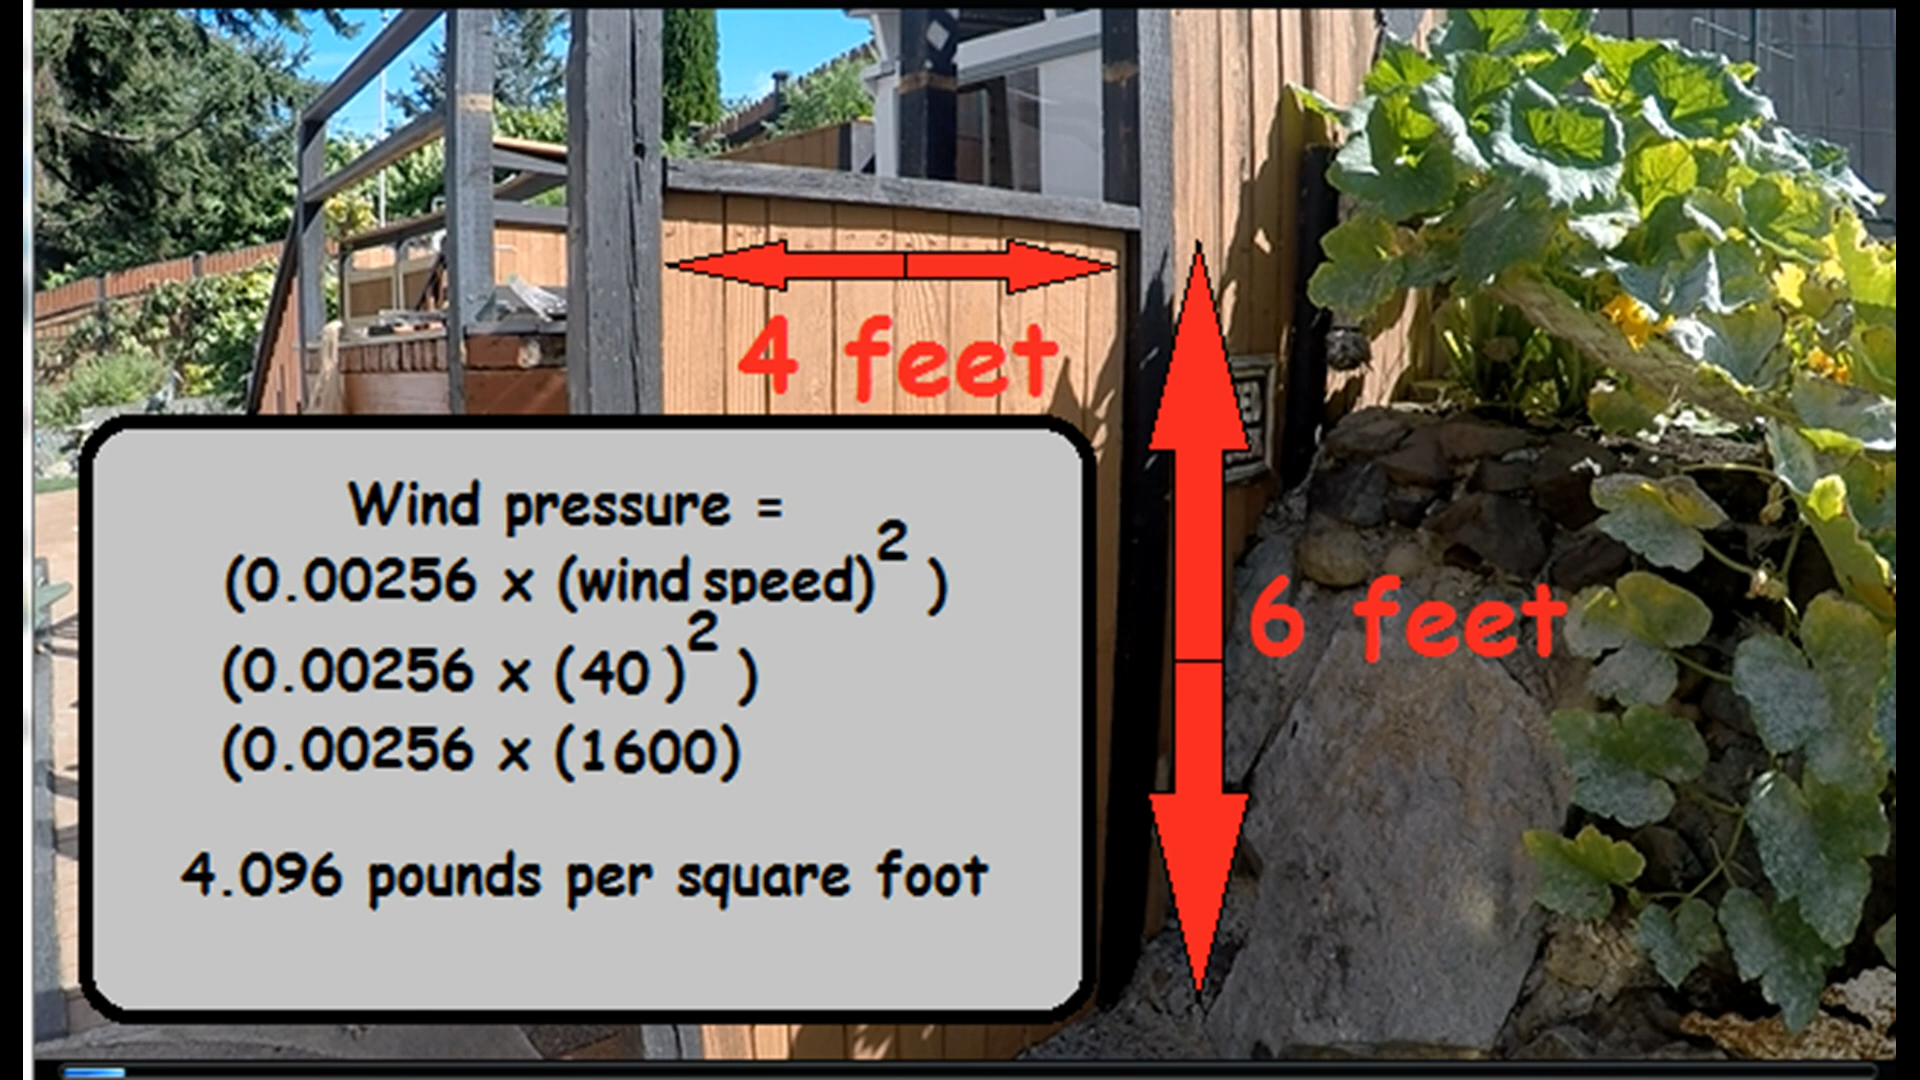 4 feet
Wind pressure =
(0.00256 x (wind speed)2 )
(0.00256 x (40)2 )
(0.00256 x (1600)
4.096 pounds per square foot
6 feet